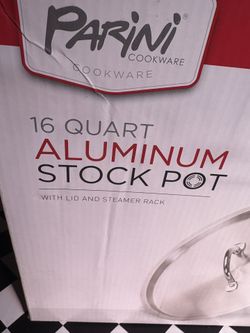 PARINI®
COOKWARE
COOKWARE
16 QUART
ALUMINUM
STOCK POT
WITH LID AND STEAMER RACK